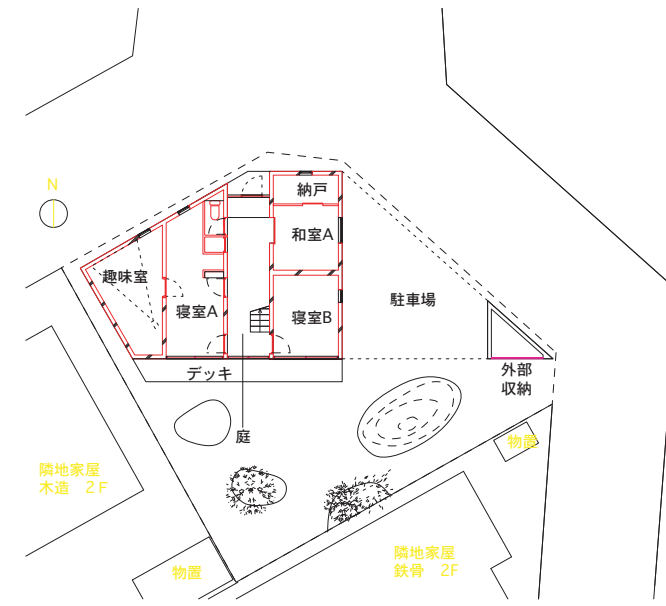 N
納戸
和室A
趣味室
駐車場
寝室A
寝室B
外部
収納
デッキ
庭
物置
隣地家屋
木造 2F
隣地家屋
鉄骨 2F
物置